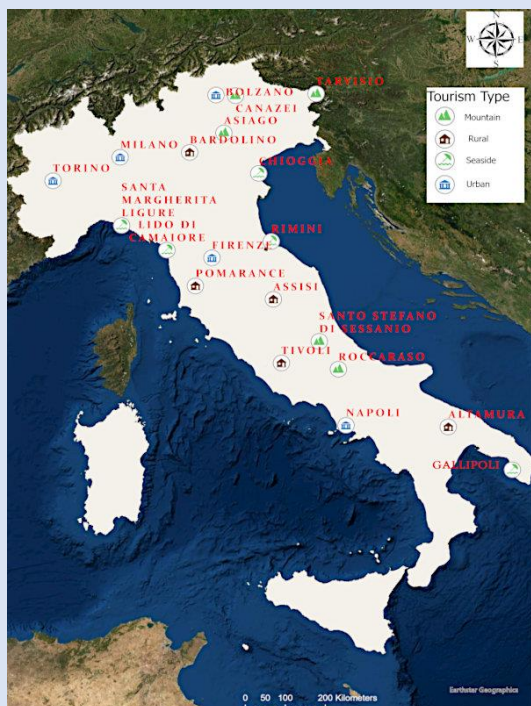 N
W E
S
TARVISIO
BOLZANO
CANAZEI
ASIAGO
BARDOLINO
MILANO
TORINO
CHIOGGIA
SANTA
MARGHERITA
LIGURE
LIDO DI
CAMAIORE
FIRENZE
RIMINI
POMARANCE
ASSISI
SANTO STEFANO
DI SESSANIO
TIVOLI
ROCCARASO
NAPOLI
ALTAMURA
GALLIPOLI
Tourism Type
Mountain
Rural
Seaside
Urban
0 50 100 200 Kilometers
Earthstar Geographics